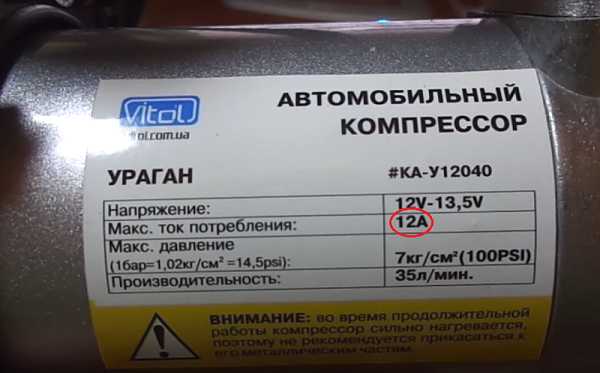 Vitol
tol.com.ua
АВТОМОБИЛЬНЫЙ
КОМПРЕССОР
УРАГАН
#КА-У12040
Напряжение: 12V-13,5V
Макс. ток потребления: 12А
Макс. давление
(1бар=1,02кг/см² =14,5psi) 7кг/см²(100PSI)
Производительность: 35л/мин.
ВНИМАНИЕ: во время продолжительной
работы компрессор сильно нагревается,
поэтому не рекомендуется прикасаться к
его металлическим частям.